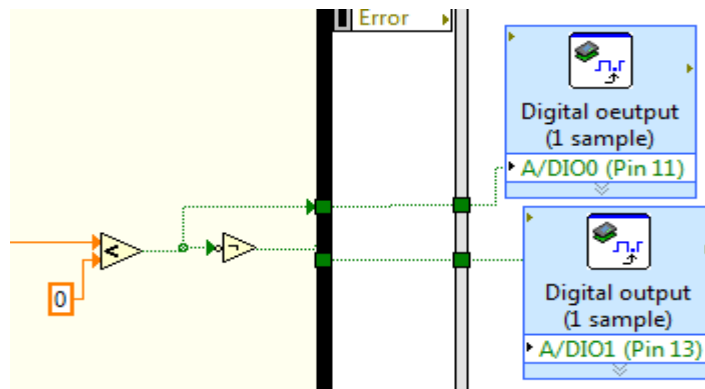 Error
Digital oeutput
(1 sample)
A/DIO0 (Pin 11)
<
¬
0
Digital output
(1 sample)
A/DIO1 (Pin 13)